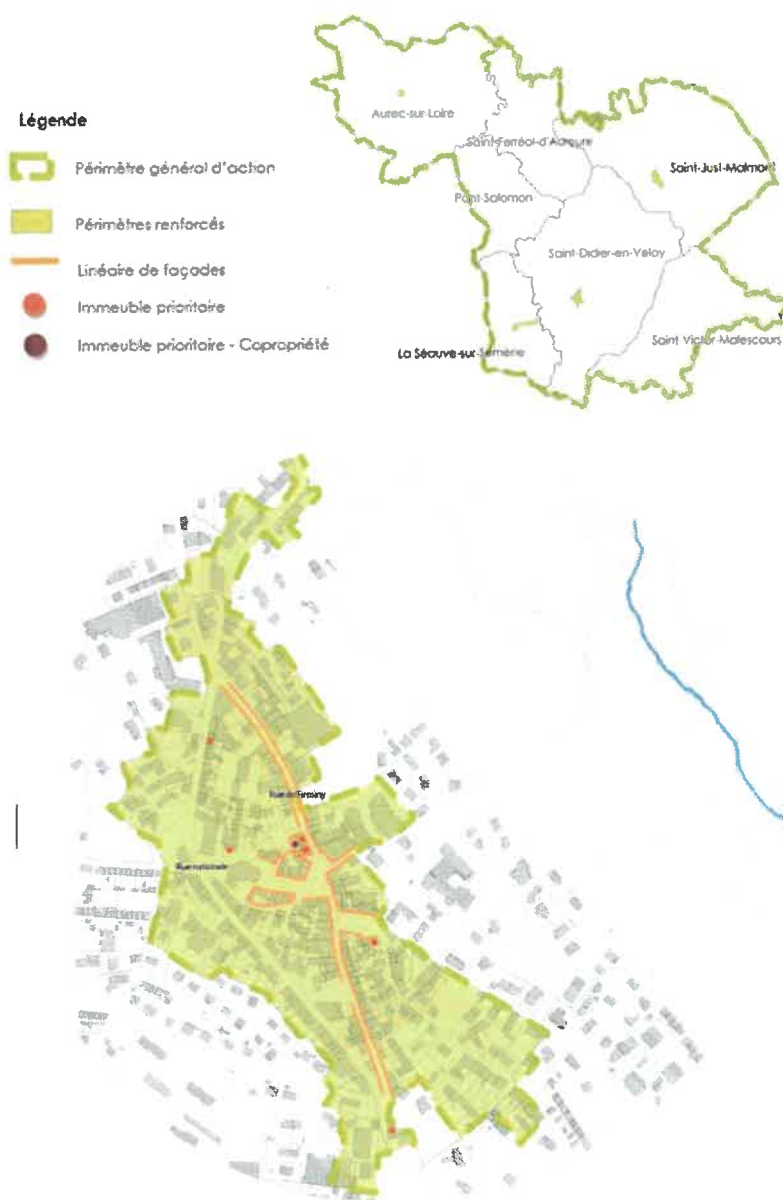 Légende
Périmètre général d'action
Périmètres renforcés
Linéaire de façades
Immeuble prioritaire
Immeuble prioritaire - Copropriété
Aurec-sur-Loire
Saint-Ferréol-d'Auroure
Saint-Just-Malmont
Pont-Salomon
Saint-Didier-en-Velay
Saint Victor-Malescours
La Séauve-sur-Semène
Rue de Firminy
Rue nationale